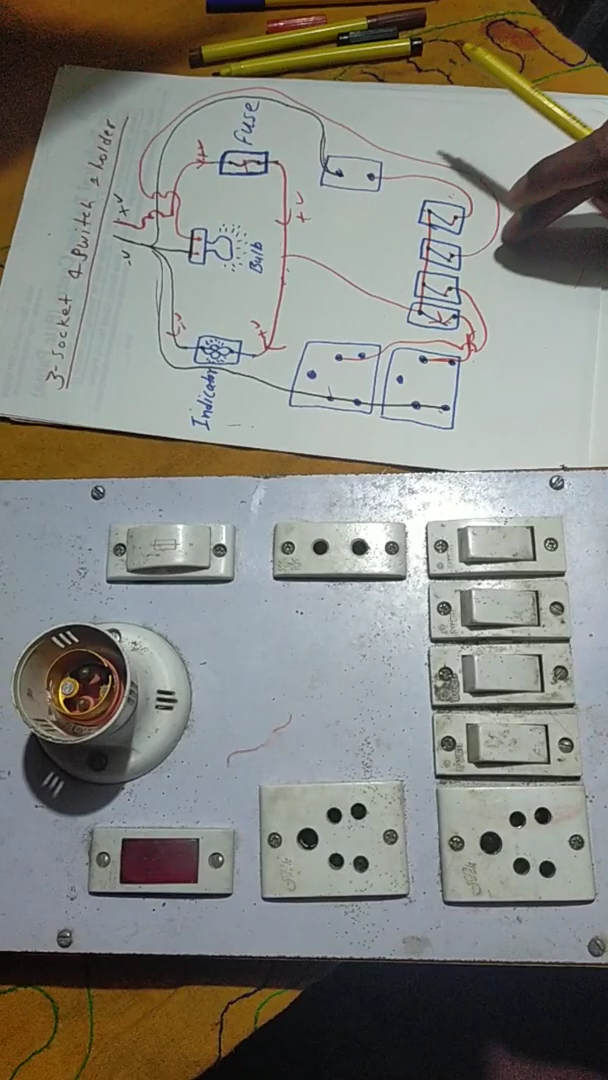 3-Socket 4 switch 1 holder
+v
-v
+v
Fuse
+v
Bulb
-v
+v
Indicator